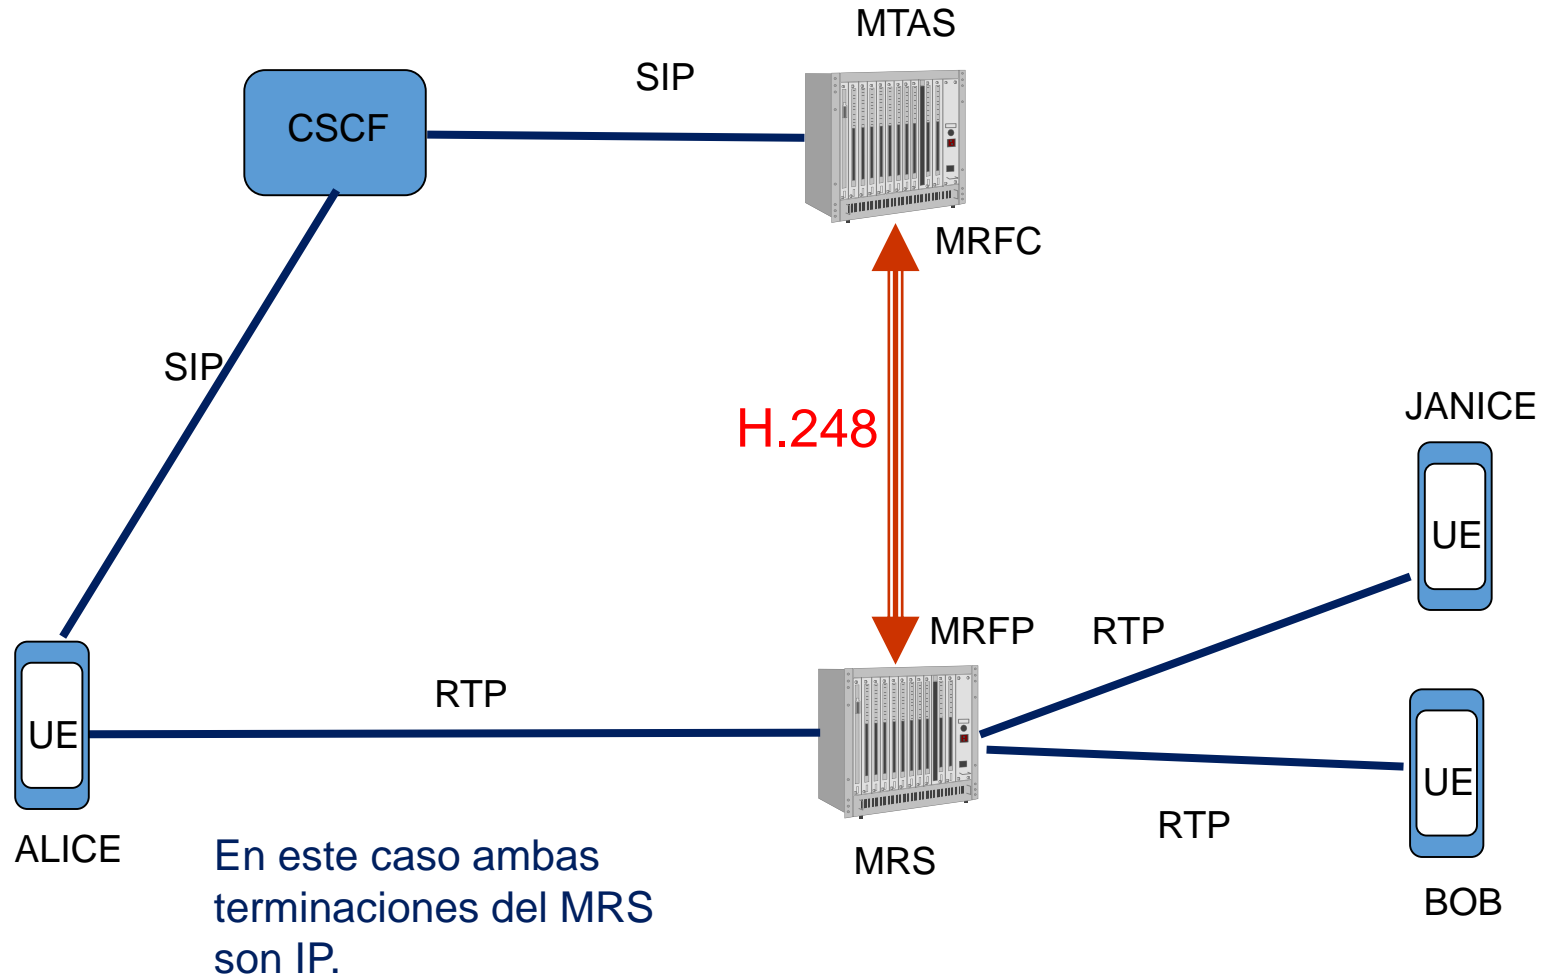 MTAS
SIP
CSCF
MRFC
SIP
H.248
JANICE
UE
MRFP
RTP
RTP
UE
UE
RTP
ALICE
MRS
BOB
En este caso ambas
terminaciones del MRS
son IP.